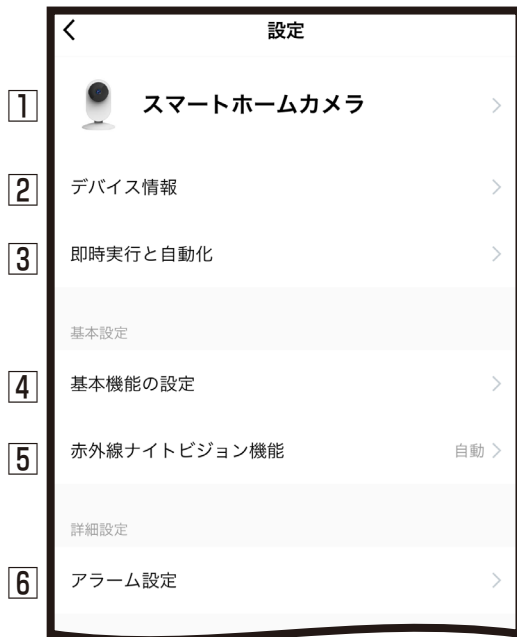 設定
1 スマートホームカメラ
2 デバイス情報
3 即時実行と自動化
基本設定
4 基本機能の設定
5 赤外線ナイトビジョン機能 自動
詳細設定
6 アラーム設定